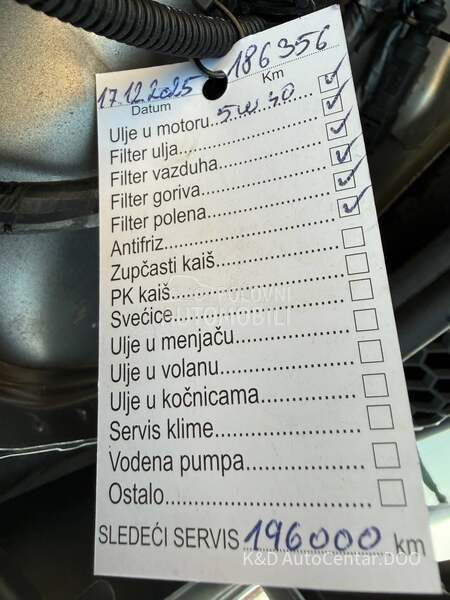 17.12.2025 186356
Datum Km
Ulje u motoru 5w40 ✓
Filter ulja ✓
Filter vazduha ✓
Filter goriva ✓
Filter polena ✓
Antifriz ✓
Zupčasti kaiš
PK kaiš
Svećice
Ulje u menjaču
Ulje u volanu
Ulje u kočnicama
Servis klime
Vodena pumpa
Ostalo
SLEDEĆI SERVIS 196000 km
POLOVNI
AUTOMOBILI
K&D AutoCentar.DOO